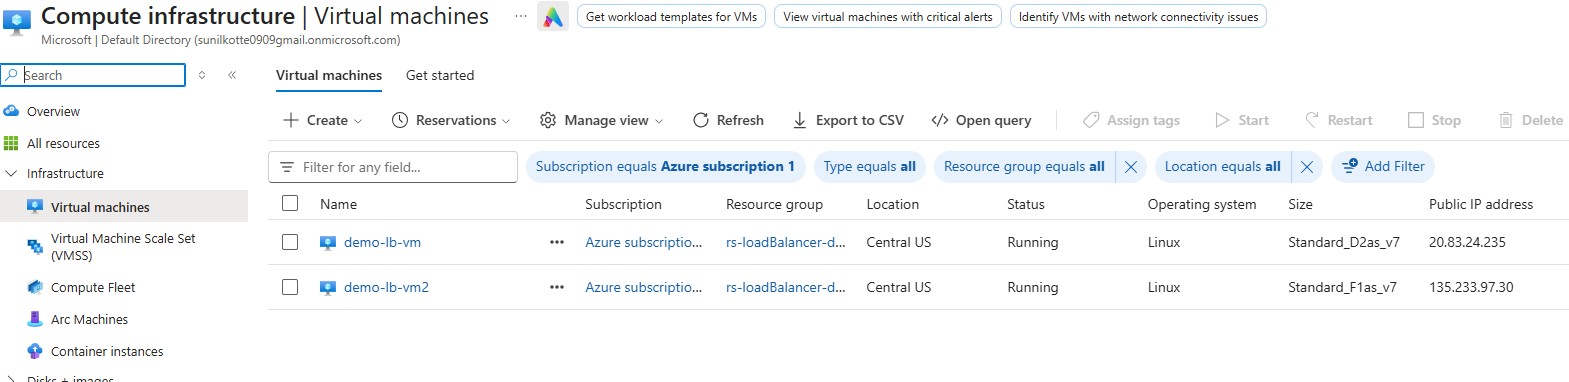 Compute infrastructure | Virtual machines ... Get workload templates for VMs View virtual machines with critical alerts Identify VMs with network connectivity issues
Microsoft | Default Directory (sunilkotte0909gmail.onmicrosoft.com)
Search
Overview
All resources
Infrastructure
Virtual machines
Virtual Machine Scale Set
(VMSS)
Compute Fleet
Arc Machines
Container instances
Disks + images
Virtual machines Get started
Create Reservations Manage view Refresh Export to CSV Open query Assign tags Start Restart Stop Delete
Filter for any field... Subscription equals Azure subscription 1 Type equals all Resource group equals all Location equals all Add Filter
Name Subscription Resource group Location Status Operating system Size Public IP address
demo-lb-vm ... Azure subscriptio... rs-loadBalancer-d... Central US Running Linux Standard_D2as_v7 20.83.24.235
demo-lb-vm2 ... Azure subscriptio... rs-loadBalancer-d... Central US Running Linux Standard_F1as_v7 135.233.97.30